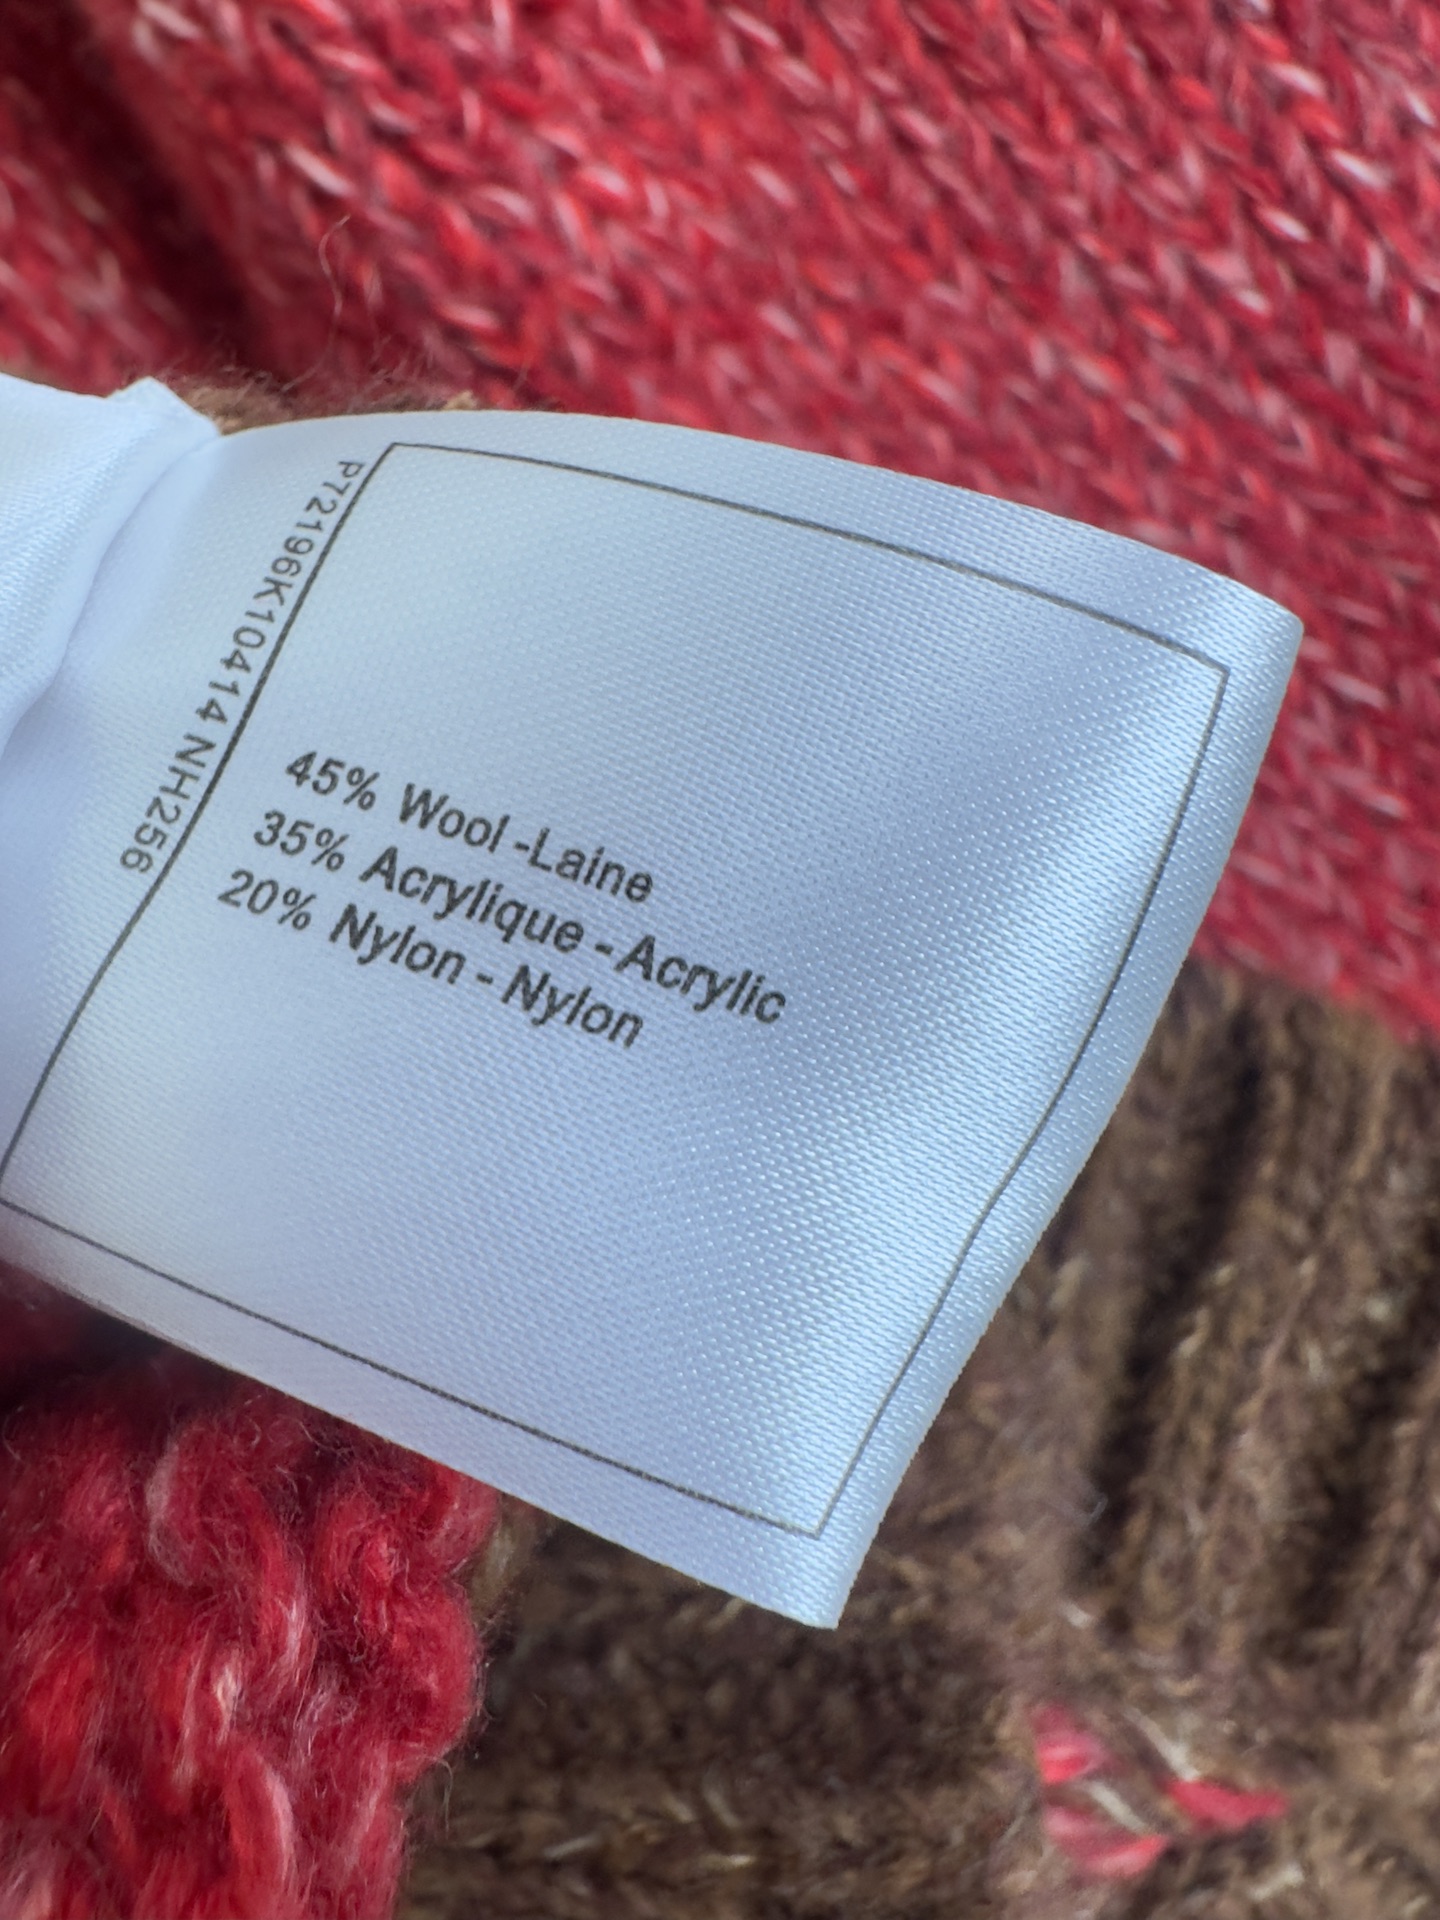 P72196K10414 NH256
45% Wool -Laine
35% Acrylique - Acrylic
20% Nylon - Nylon